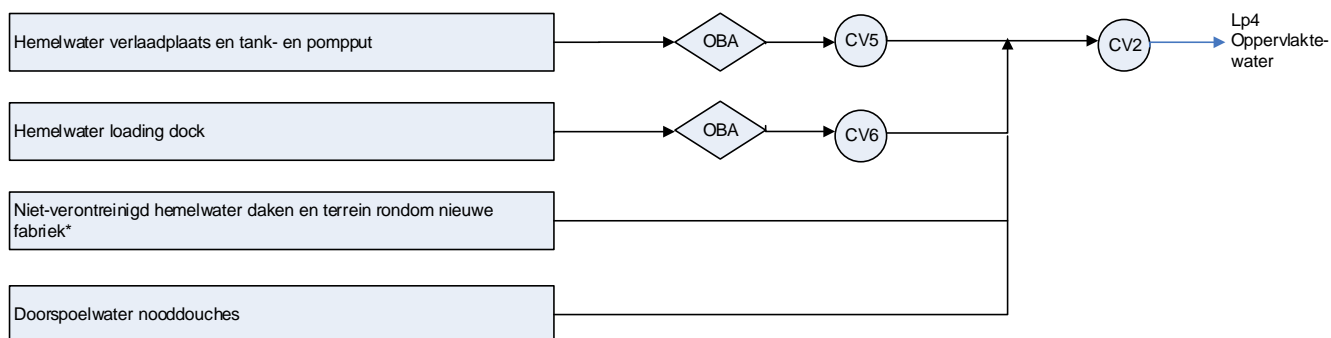 Hemelwater verlaadplaats en tank- en pompput
OBA
CV5
CV2
Lp4
Oppervlakte-
water
Hemelwater loading dock
OBA
CV6
Niet-verontreinigd hemelwater daken en terrein rondom nieuwe
fabriek*
Doorspoelwater nooddouches